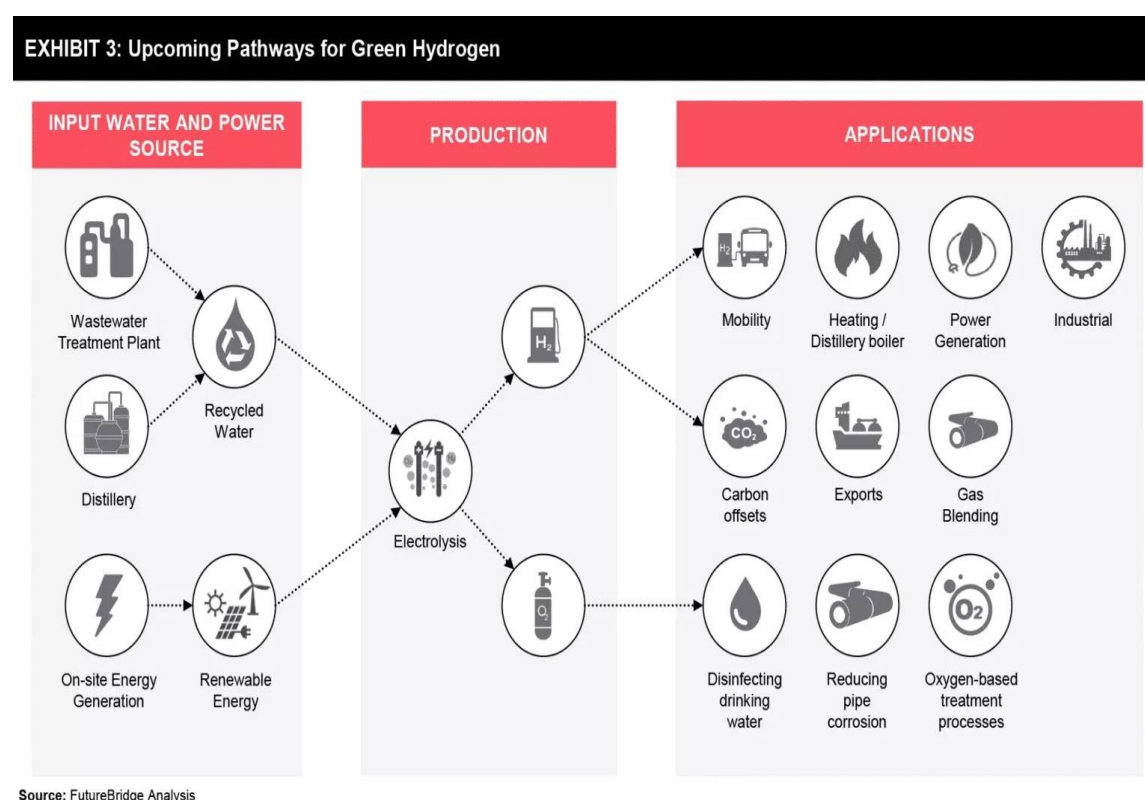 EXHIBIT 3: Upcoming Pathways for Green Hydrogen
INPUT WATER AND POWER
SOURCE
Wastewater
Treatment Plant
Recycled
Water
Distillery
On-site Energy
Generation
Renewable
Energy
PRODUCTION
H2
Electrolysis
O2
APPLICATIONS
H2
Mobility
Heating /
Distillery boiler
Power
Generation
Industrial
CO2
Carbon
offsets
Exports
Gas
Blending
Disinfecting
drinking
water
Reducing
pipe
corrosion
O2
Oxygen-based
treatment
processes
Source: FutureBridge Analysis